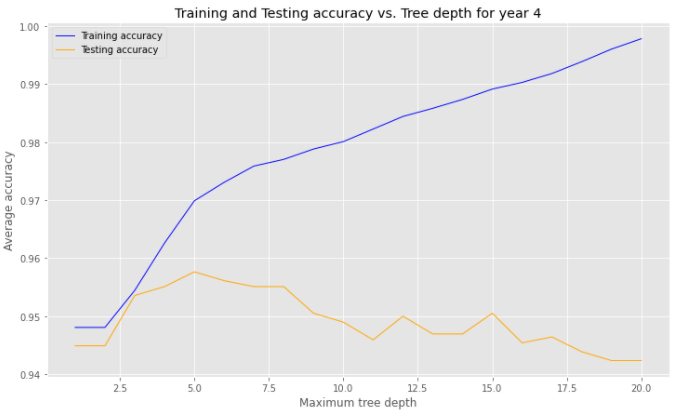 Training and Testing accuracy vs. Tree depth for year 4
Training accuracy
Testing accuracy
Average accuracy
1.00
0.99
0.98
0.97
0.96
0.95
0.94
2.5 5.0 7.5 10.0 12.5 15.0 17.5 20.0
Maximum tree depth